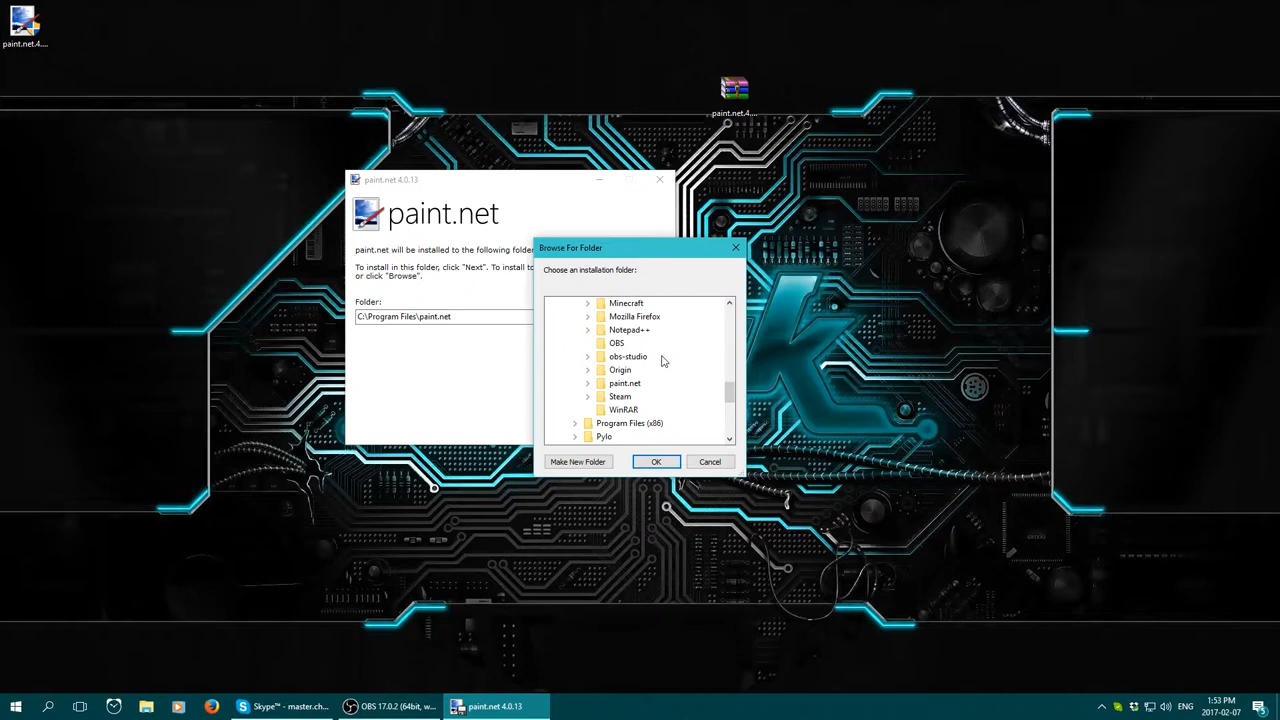 paint.net.4....
paint.net.4....
paint.net 4.0.13
paint.net
paint.net will be installed to the following folde
To install in this folder, click "Next". To install to
or click "Browse".
Folder:
C:\Program Files\paint.net
Browse For Folder
Choose an installation folder:
Minecraft
Mozilla Firefox
Notepad++
OBS
obs-studio
Origin
paint.net
Steam
WinRAR
Program Files (x86)
Pylo
Make New Folder
OK
Cancel
Skype™ - master.ch...
OBS 17.0.2 (64bit, w...
paint.net 4.0.13
ENG
1:53 PM
2017-02-07